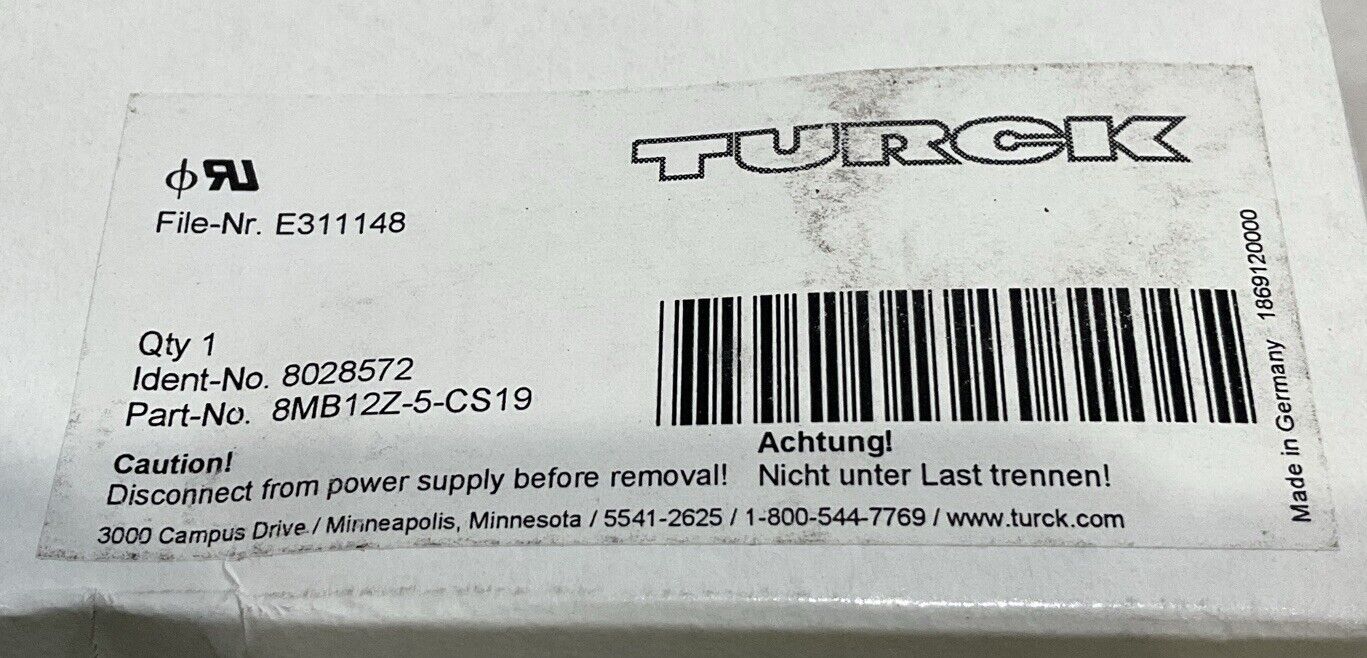 TURCK
File-Nr. E311148
Qty 1
Ident-No. 8028572
Part-No. 8MB12Z-5-CS19
Caution!
Disconnect from power supply before removal!
Achtung!
Nicht unter Last trennen!
3000 Campus Drive / Minneapolis, Minnesota / 5541-2625 / 1-800-544-7769 / www.turck.com
Made in Germany 1869120000